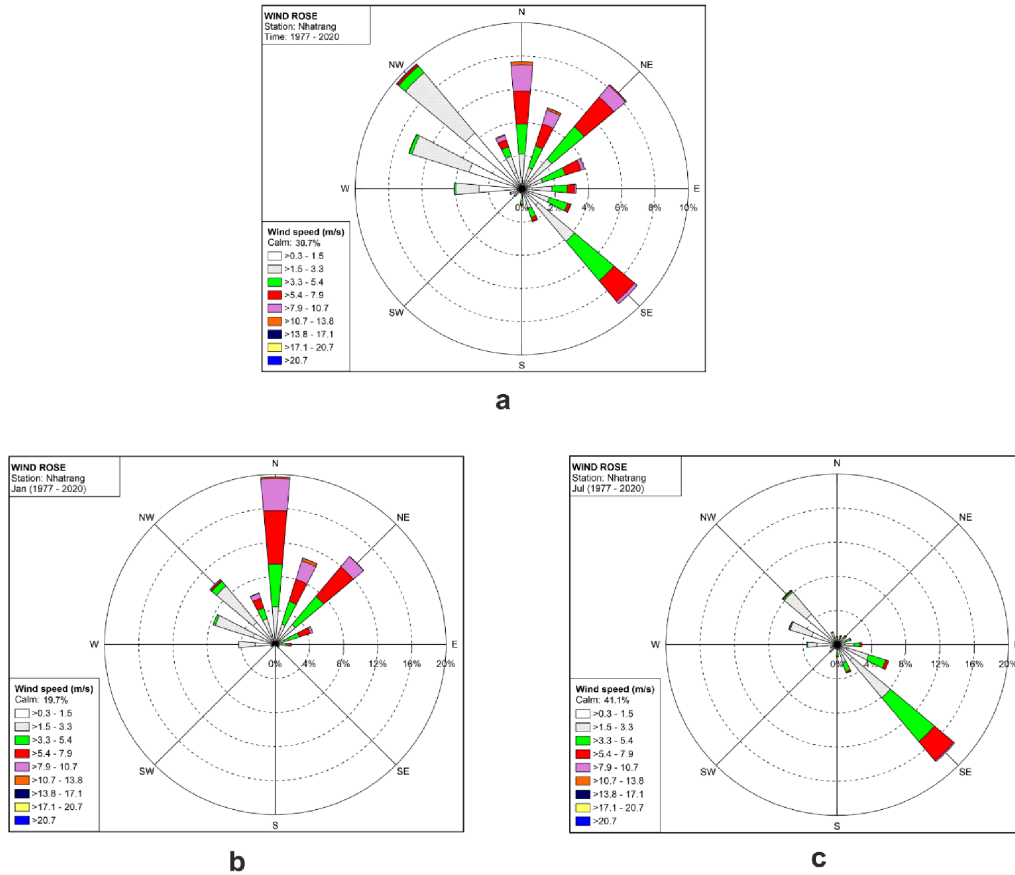 WIND ROSE
Station: Nhatrang
Time: 1977 - 2020
N
NW
NE
W
E
0%
2%
4%
6%
8%
10%
SW
SE
S
Wind speed (m/s)
Calm: 30.7%
>0.3 - 1.5
>1.5 - 3.3
>3.3 - 5.4
>5.4 - 7.9
>7.9 - 10.7
>10.7 - 13.8
>13.8 - 17.1
>17.1 - 20.7
>20.7
a
WIND ROSE
Station: Nhatrang
Jan (1977 - 2020)
N
NW
NE
W
E
0%
4%
8%
12%
16%
20%
SW
SE
S
Wind speed (m/s)
Calm: 19.7%
>0.3 - 1.5
>1.5 - 3.3
>3.3 - 5.4
>5.4 - 7.9
>7.9 - 10.7
>10.7 - 13.8
>13.8 - 17.1
>17.1 - 20.7
>20.7
b
WIND ROSE
Station: Nhatrang
Jul (1977 - 2020)
N
NW
NE
W
E
0%
4%
8%
12%
16%
20%
SW
SE
S
Wind speed (m/s)
Calm: 41.1%
>0.3 - 1.5
>1.5 - 3.3
>3.3 - 5.4
>5.4 - 7.9
>7.9 - 10.7
>10.7 - 13.8
>13.8 - 17.1
>17.1 - 20.7
>20.7
c